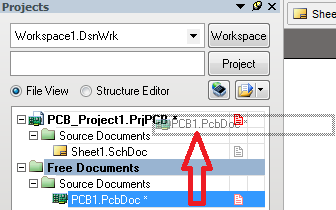 Projects
Workspace1.DsnWrk Workspace
Project
File View Structure Editor
PCB_Project1.PrjPCB *
PCB1.PcbDoc *
Source Documents
Sheet1.SchDoc
Free Documents
Source Documents
PCB1.PcbDoc *
Shee